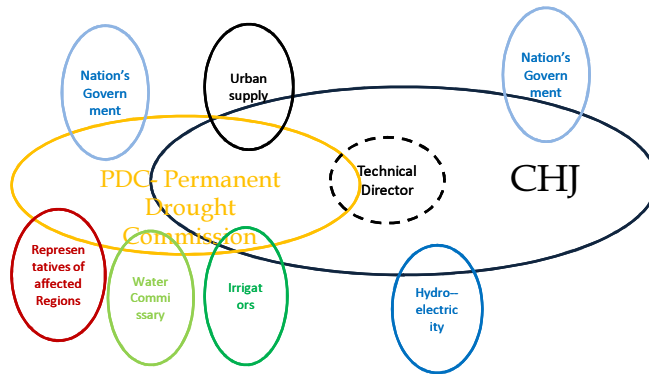 Nation's
Govern
ment
Urban
supply
Nation's
Govern
ment
PDC- Permanent
Drought
Commission
Technical
Director
CHJ
Represen
tatives of
affected
Regions
Water
Commi
ssary
Irrigat
ors
Hydro--
electric
ity